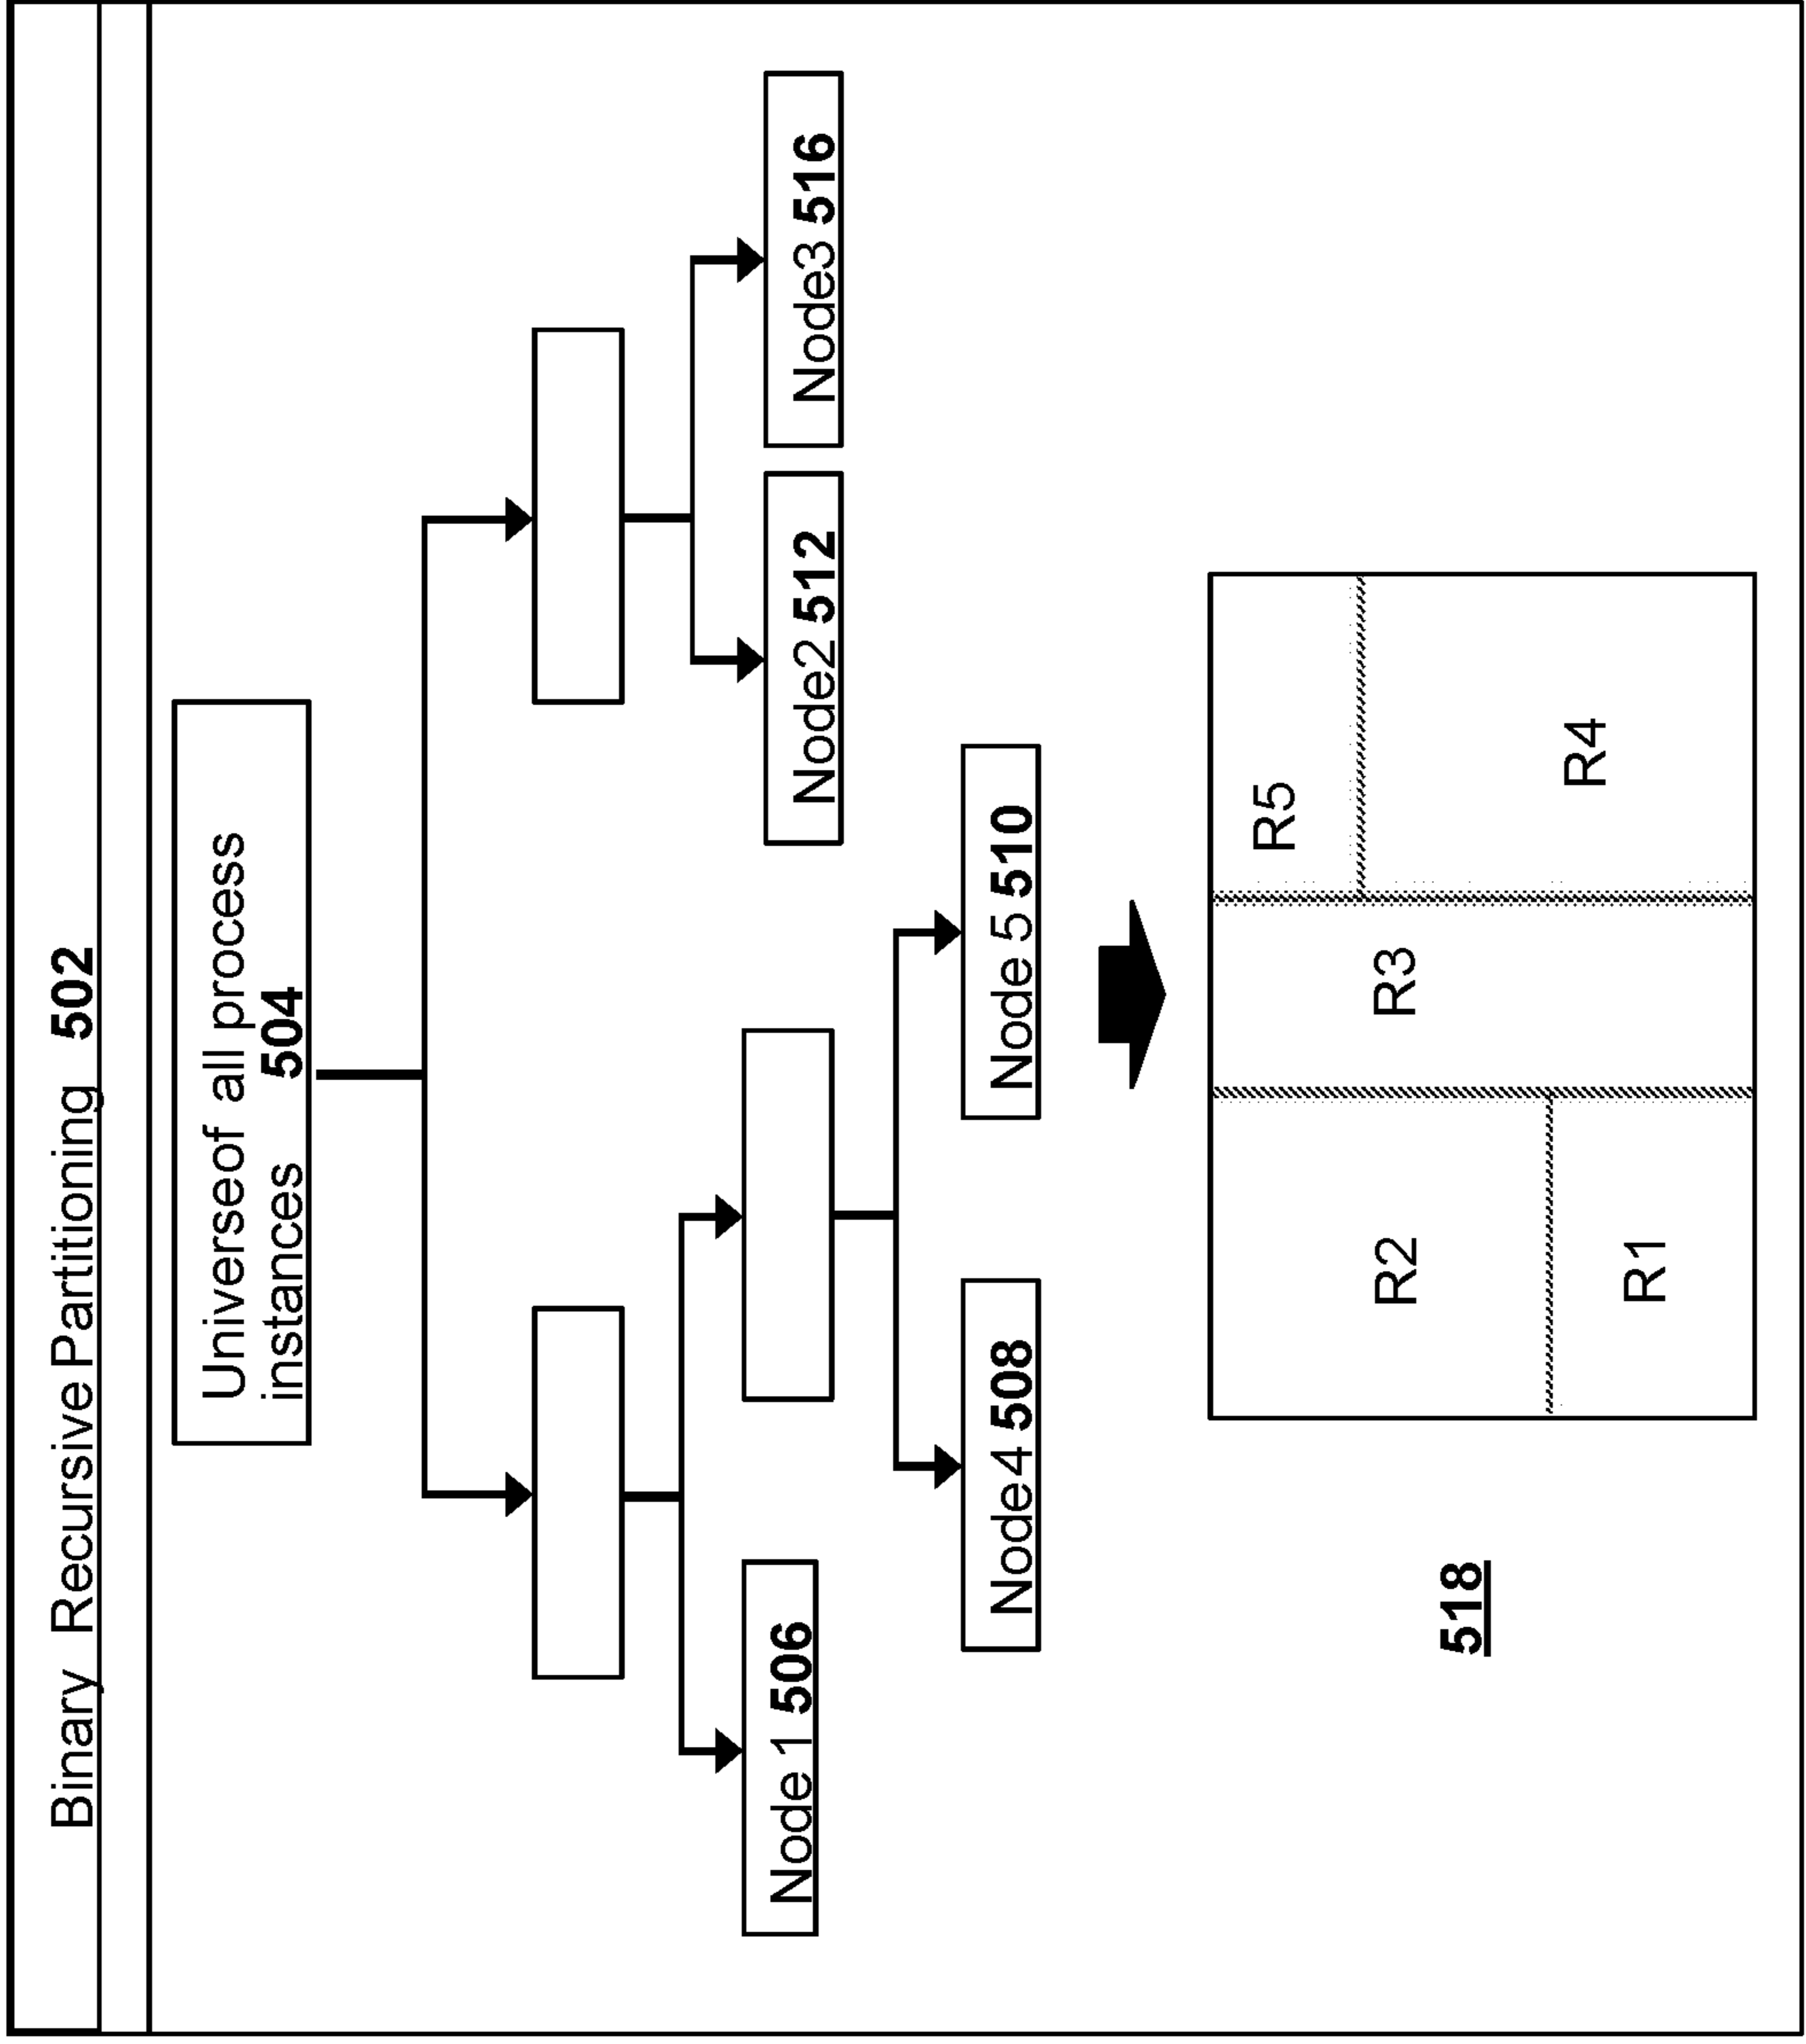 Binary Recursive Partitioning 502
Universeof all process
instances 504
Node 1 506
Node2 512
Node3 516
Node4 508
Node 5 510
R2
R3
R5
R1
R4
518